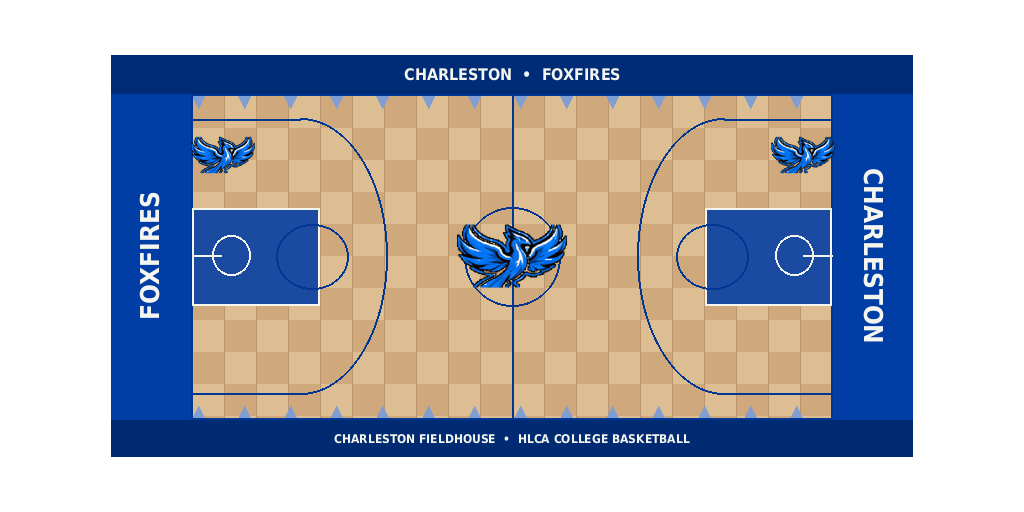 CHARLESTON • FOXFIRES
FOXFIRES
CHARLESTON
CHARLESTON FIELDHOUSE • HLCA COLLEGE BASKETBALL